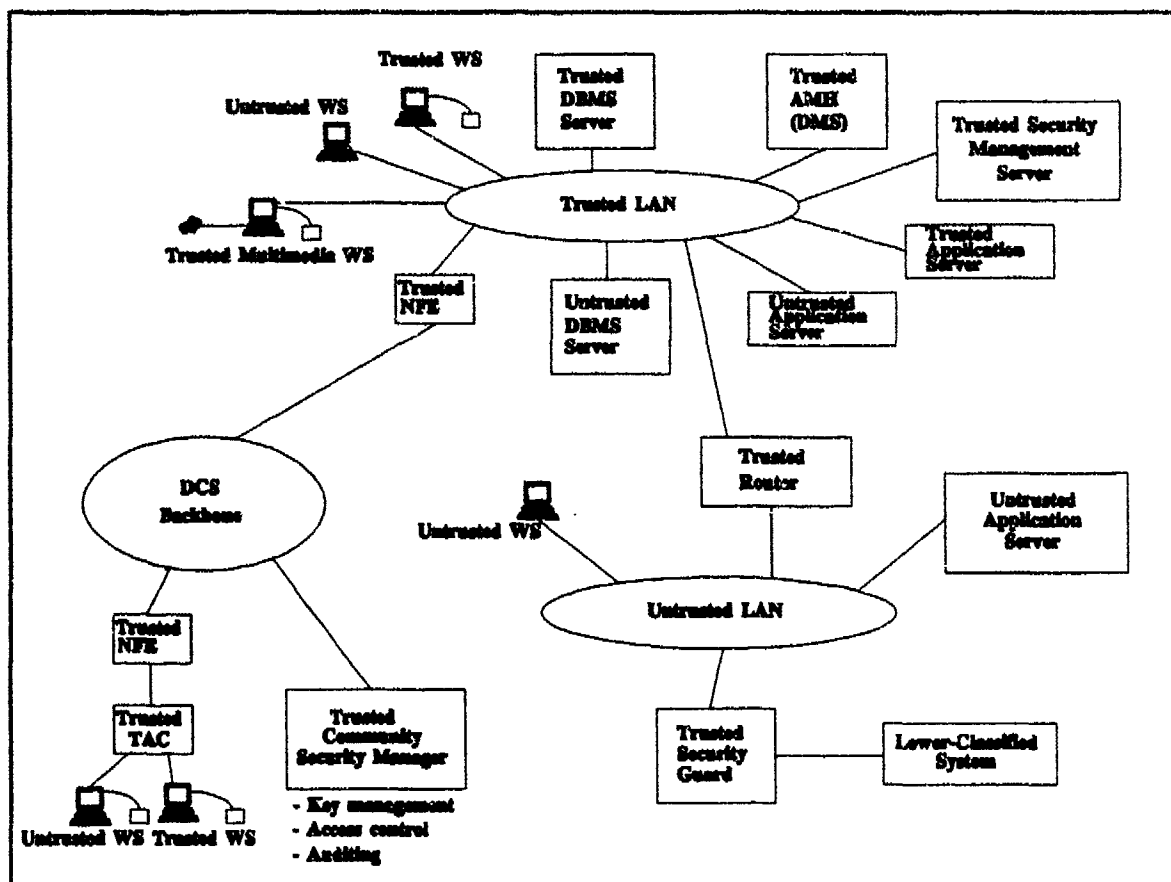 Trusted WS
Untrusted WS
Trusted
DBMS
Server
Trusted
AMH
(DMS)
Trusted Security
Management
Server
Trusted LAN
Trusted Multimedia WS
Trusted
NFE
Untrusted
DBMS
Server
Trusted
Application
Server
Untrusted
Application
Server
DCS
Backbone
Trusted
Router
Untrusted WS
Untrusted
Application
Server
Untrusted LAN
Trusted
NFE
Trusted
TAC
Trusted
Community
Security Manager
Trusted
Security
Guard
Lower-Classified
System
Untrusted WS
Trusted WS
- Key management
- Access control
- Auditing